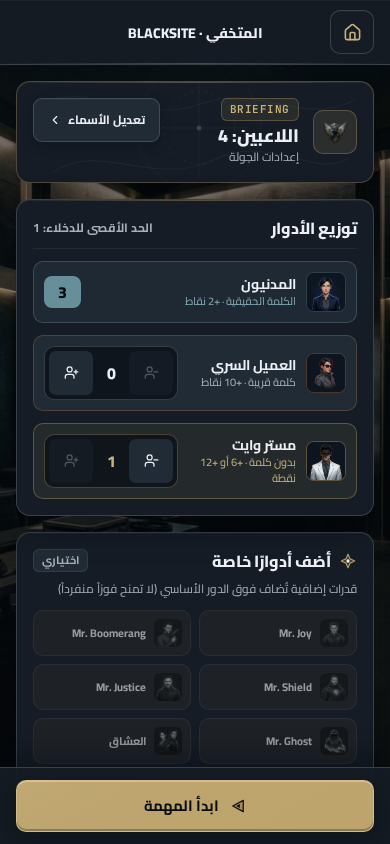 المتخفي · BLACKSITE
BRIEFING
اللاعبين: 4
إعدادات الجولة
تعديل الأسماء
توزيع الأدوار
الحد الأقصى للدخلاء: 1
المدنيون
الكلمة الحقيقية · +2 نقاط
3
العميل السري
كلمة قريبة · +10 نقاط
0
مستر وايت
بدون كلمة · +6 أو +12
نقطة
1
أضف أدوارًا خاصة
اختياري
قدرات إضافية تُضاف فوق الدور الأساسي (لا تمنح فوزاً منفرداً)
Mr. Joy
Mr. Boomerang
Mr. Shield
Mr. Justice
Mr. Ghost
العشاق
ابدأ المهمة